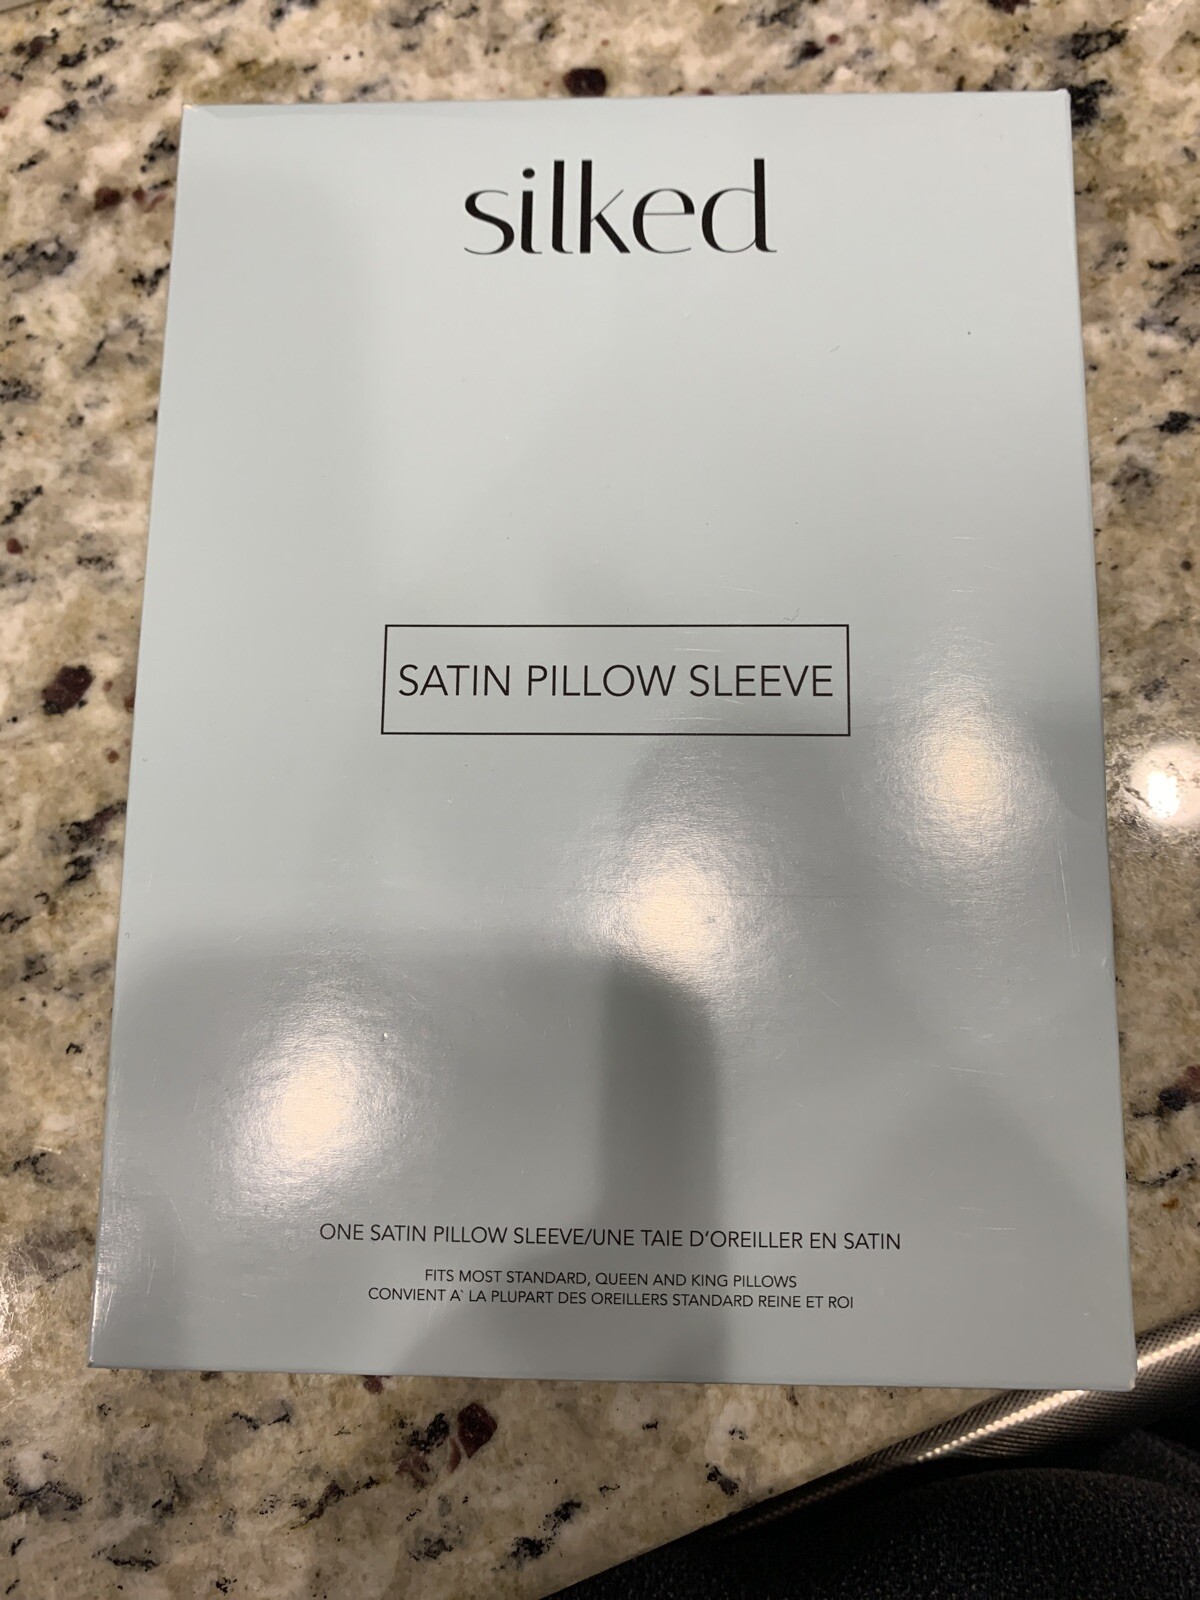 silked
SATIN PILLOW SLEEVE
ONE SATIN PILLOW SLEEVE/UNE TAIE D'OREILLER EN SATIN
FITS MOST STANDARD, QUEEN AND KING PILLOWS
CONVIENT A` LA PLUPART DES OREILLERS STANDARD REINE ET ROI